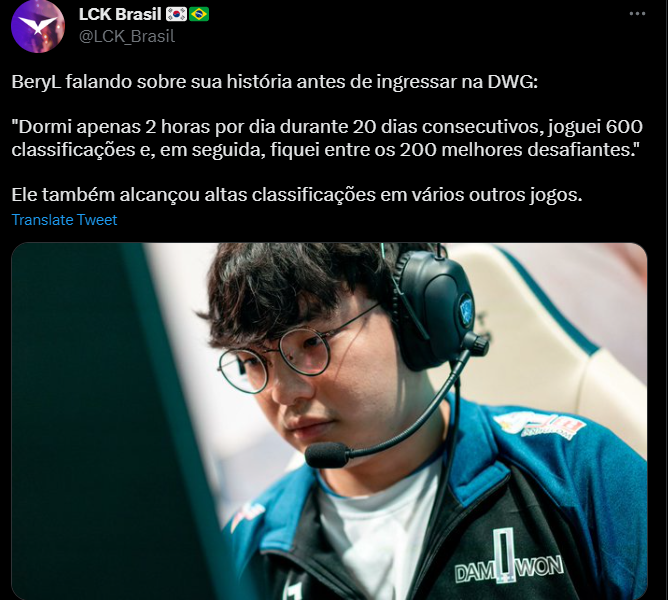 LCK Brasil 🇰🇷🇧🇷
@LCK_Brasil
BeryL falando sobre sua história antes de ingressar na DWG:
"Dormi apenas 2 horas por dia durante 20 dias consecutivos, joguei 600
classificações e, em seguida, fiquei entre os 200 melhores desafiantes."
Ele também alcançou altas classificações em vários outros jogos.
Translate Tweet
DAMWON